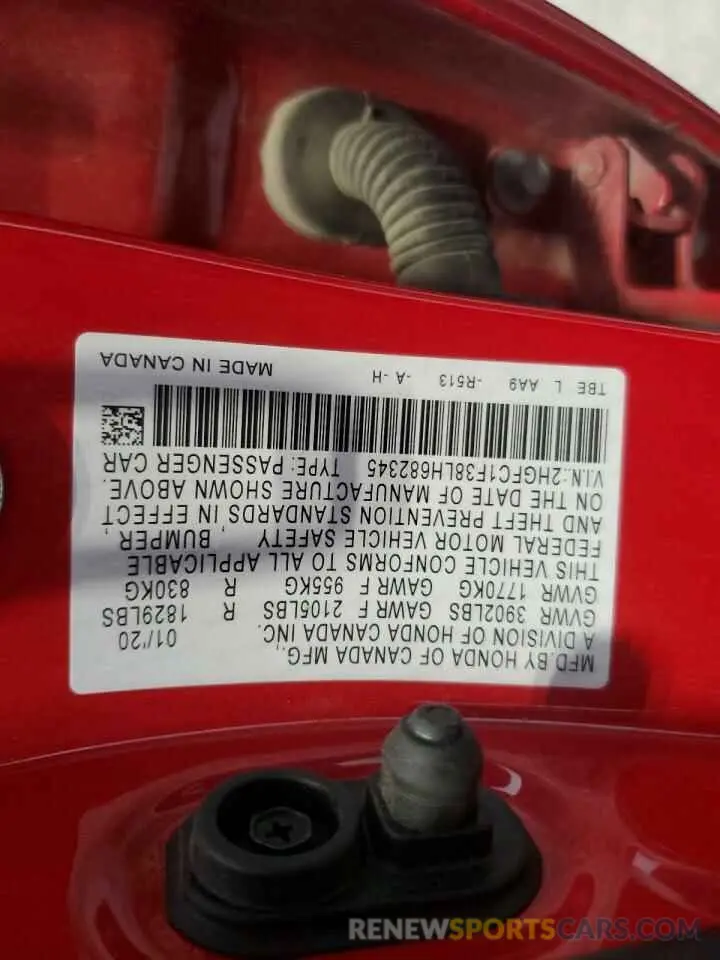 MFD.BY HONDA OF CANADA MFG.,
A DIVISION OF HONDA CANADA INC. 01/'20
GVWR 3902LBS GAWR F 2105LBS R 1829LBS
GVWR 1770KG GAWR F 955KG R 830KG
THIS VEHICLE CONFORMS TO ALL APPLICABLE
FEDERAL MOTOR VEHICLE SAFETY, BUMPER,
AND THEFT PREVENTION STANDARDS IN EFFECT
ON THE DATE OF MANUFACTURE SHOWN ABOVE.
V.I.N.:2HGFC1F38LH682345 TYPE:PASSENGER CAR
TBE L AA9 -R513 -A -H MADE IN CANADA
RENEWSPORTSCARS.COM